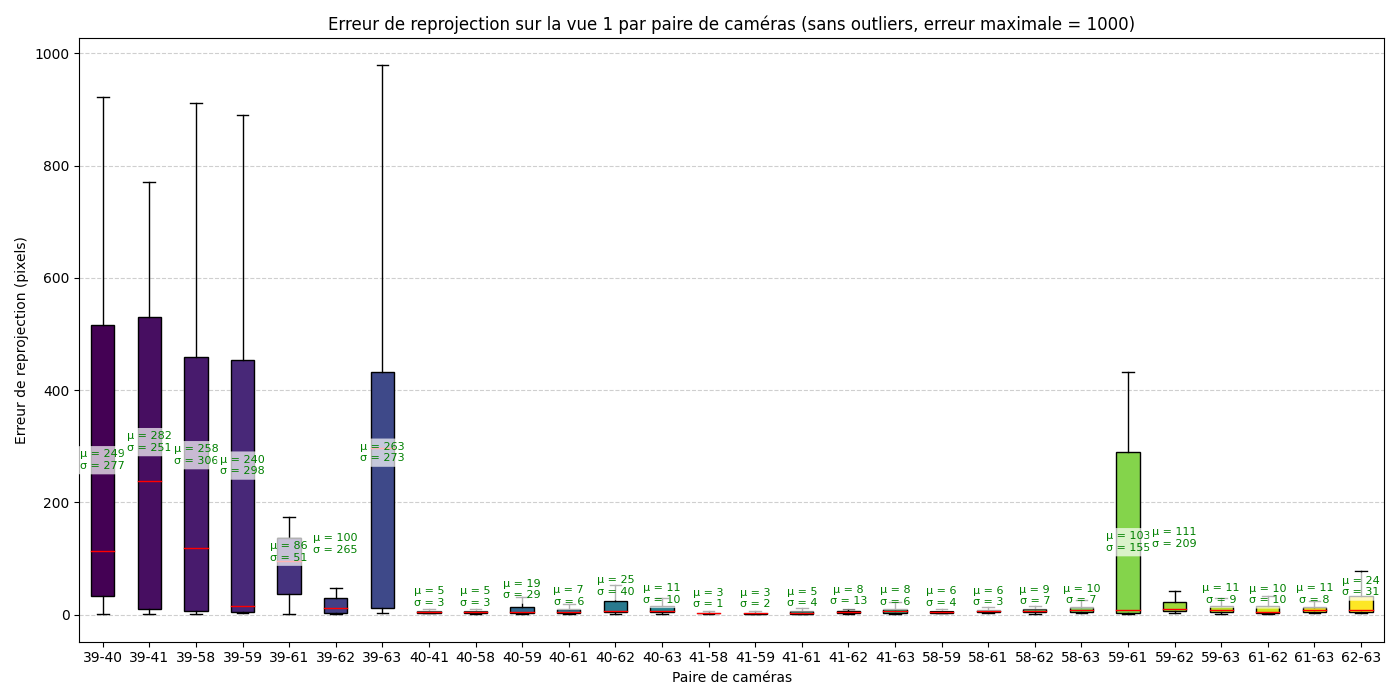 Erreur de reprojection sur la vue 1 par paire de caméras (sans outliers, erreur maximale = 1000)
Erreur de reprojection (pixels)
1000
800
600
400
200
0
μ = 249
σ = 277
μ = 282
σ = 251
μ = 258
σ = 306
μ = 240
σ = 298
μ = 86
σ = 51
μ = 100
σ = 265
μ = 263
σ = 273
μ = 5
σ = 3
μ = 5
σ = 3
μ = 19
σ = 29
μ = 7
σ = 6
μ = 25
σ = 40
μ = 11
σ = 10
μ = 3
σ = 1
μ = 3
σ = 2
μ = 5
σ = 4
μ = 8
σ = 13
μ = 8
σ = 6
μ = 6
σ = 4
μ = 6
σ = 3
μ = 9
σ = 7
μ = 10
σ = 7
μ = 103
σ = 155
μ = 111
σ = 209
μ = 11
σ = 9
μ = 10
σ = 10
μ = 11
σ = 8
μ = 24
σ = 31
39-40 39-41 39-58 39-59 39-61 39-62 39-63 40-41 40-58 40-59 40-61 40-62 40-63 41-58 41-59 41-61 41-62 41-63 58-59 58-61 58-62 58-63 59-61 59-62 59-63 61-62 61-63 62-63
Paire de caméras